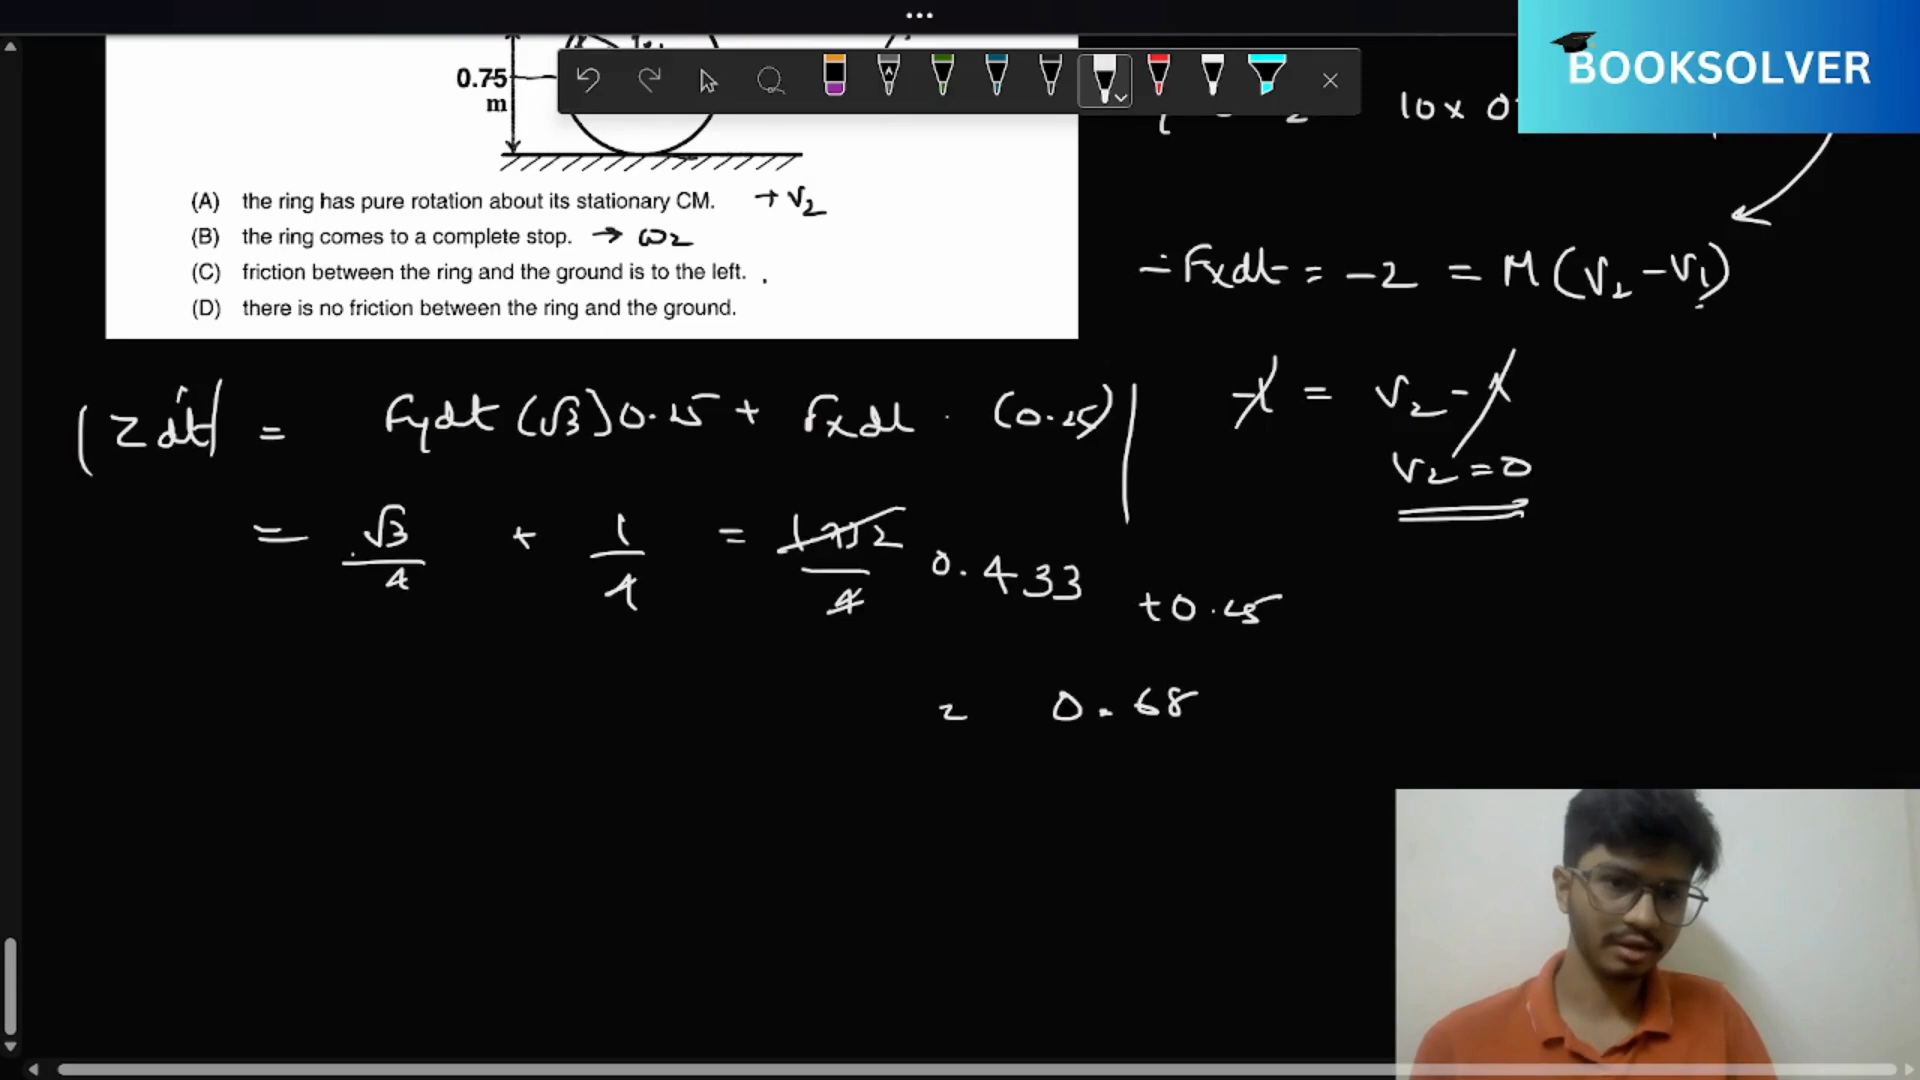 BOOKSOLVER
0.75
m
10 x 0
(A) the ring has pure rotation about its stationary CM. → v2
(B) the ring comes to a complete stop. → ω2
(C) friction between the ring and the ground is to the left.
(D) there is no friction between the ring and the ground.
- Fxdt = -2 = M(v2 - v1)
= Fydt (√3) 0.25 + Fxdt . (0.25)
-1 = v2 - 1
v2 = 0
= √3/4 + 1/4 = 0.433 + 0.25
= 0.68